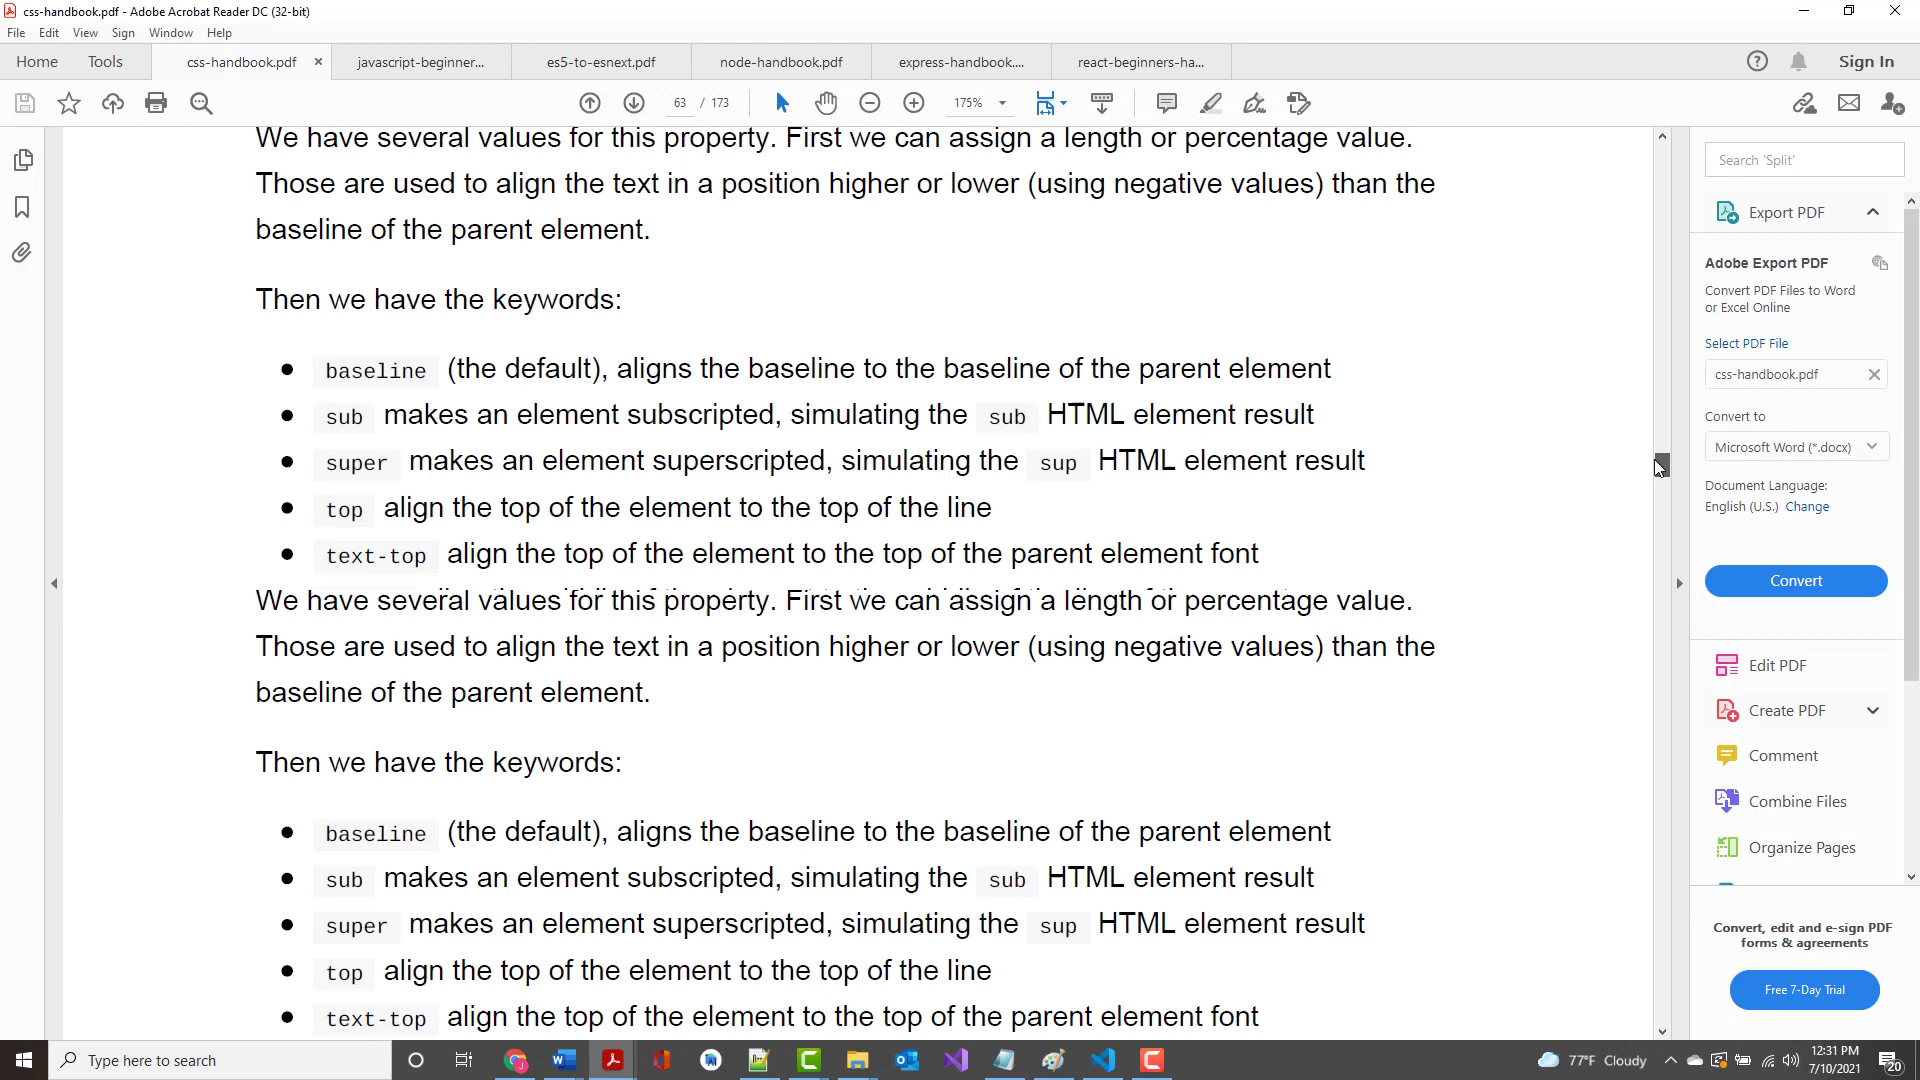 css-handbook.pdf - Adobe Acrobat Reader DC (32-bit)
File Edit View Sign Window Help
Home Tools css-handbook.pdf × javascript-beginner... es5-to-esnext.pdf node-handbook.pdf express-handbook.... react-beginners-ha... Sign In
63 / 173 175%
We have several values for this property. First we can assign a length or percentage value.
Those are used to align the text in a position higher or lower (using negative values) than the
baseline of the parent element.
Then we have the keywords:
baseline (the default), aligns the baseline to the baseline of the parent element
sub makes an element subscripted, simulating the sub HTML element result
super makes an element superscripted, simulating the sup HTML element result
top align the top of the element to the top of the line
text-top align the top of the element to the top of the parent element font
We have several values for this property. First we can assign a length or percentage value.
Those are used to align the text in a position higher or lower (using negative values) than the
baseline of the parent element.
Then we have the keywords:
baseline (the default), aligns the baseline to the baseline of the parent element
sub makes an element subscripted, simulating the sub HTML element result
super makes an element superscripted, simulating the sup HTML element result
top align the top of the element to the top of the line
text-top align the top of the element to the top of the parent element font
Search 'Split'
Export PDF
Adobe Export PDF
Convert PDF Files to Word
or Excel Online
Select PDF File
css-handbook.pdf
Convert to
Microsoft Word (*.docx)
Document Language:
English (U.S.) Change
Convert
Edit PDF
Create PDF
Comment
Combine Files
Organize Pages
Convert, edit and e-sign PDF
forms & agreements
Free 7-Day Trial
Type here to search
77°F Cloudy
12:31 PM
7/10/2021
20